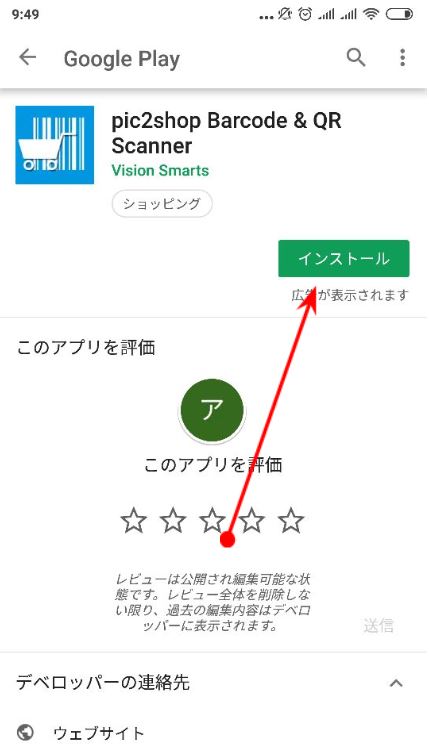 9:49
Google Play
pic2shop Barcode & QR
Scanner
Vision Smarts
ショッピング
インストール
広告が表示されます
このアプリを評価
ア
このアプリを評価
レビューは公開され編集可能な状
態です。レビュー全体を削除しな
い限り、過去の編集内容はデベロ
ッパーに表示されます。
送信
デベロッパーの連絡先
ウェブサイト